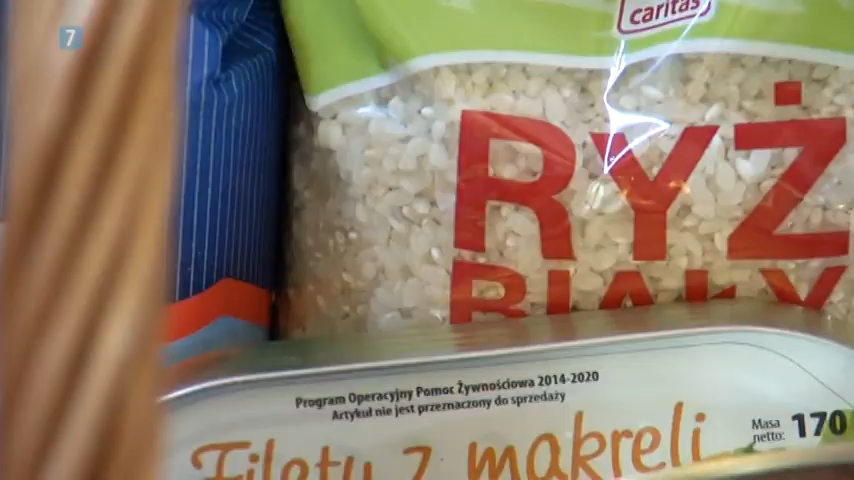 7
caritas
RYŻ
BIAŁY
Program Operacyjny Pomoc Żywnościowa 2014-2020
Artykuł nie jest przeznaczony do sprzedaży
Filety z makreli
Masa
netto: 170